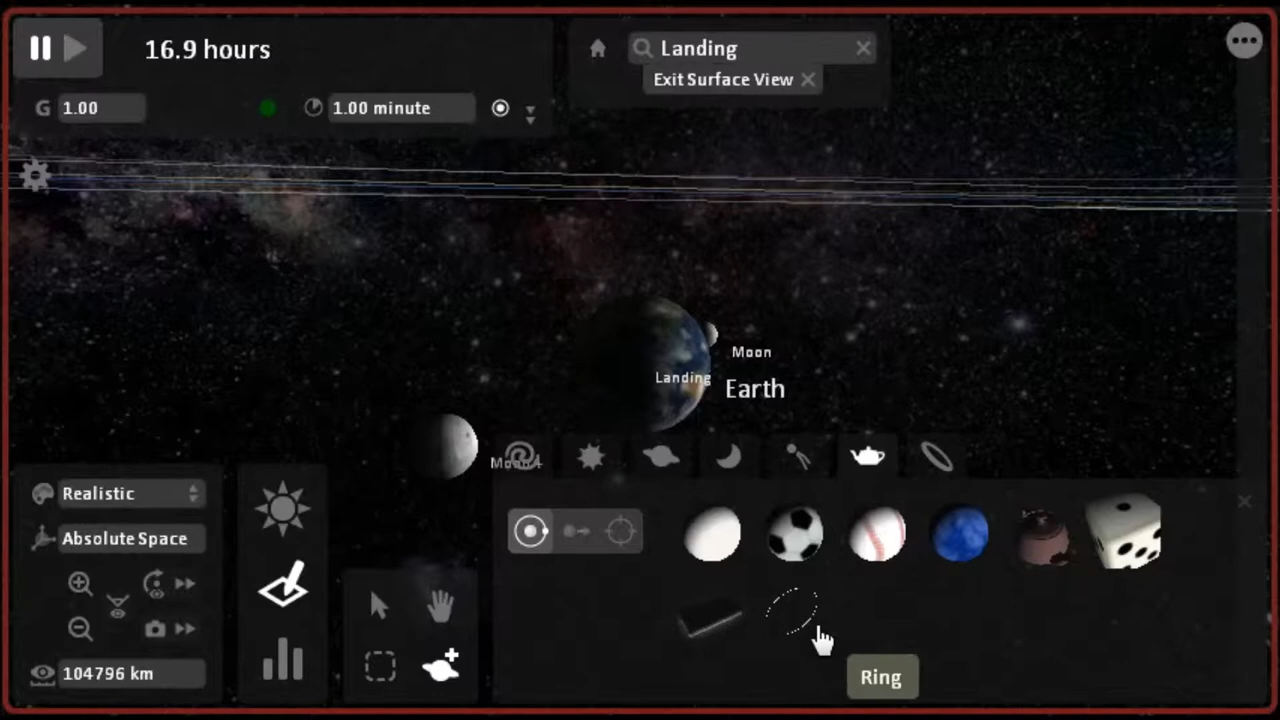 16.9 hours
Landing
Exit Surface View
G 1.00
1.00 minute
Moon
Landing
Earth
Moon 4
Realistic
Absolute Space
104796 km
Ring